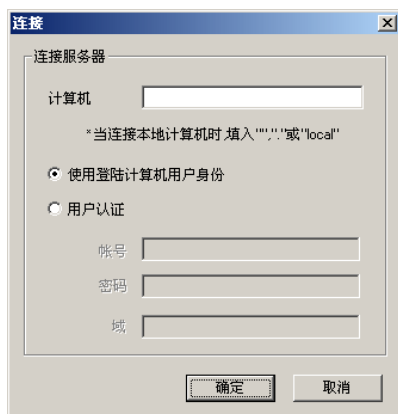 连接
连接服务器
计算机
*当连接本地计算机时,填入"","."或"local"
使用登陆计算机用户身份
用户认证
帐号
密码
域
确定
取消